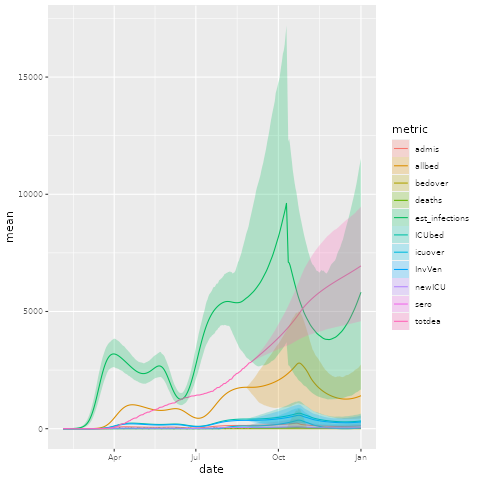 mean
15000
10000
5000
0
Apr
Jul
Oct
Jan
date
metric
admis
allbed
bedover
deaths
est_infections
ICUbed
icuover
InvVen
newICU
sero
totdea